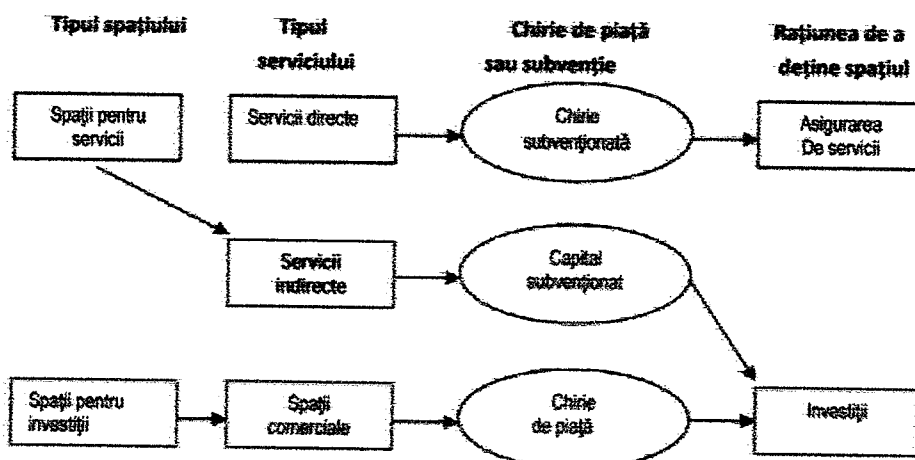 Tipul spațiului
Tipul
serviciului
Chirie de piață
sau subvenție
Rațiunea de a
deține spațiul
Spații pentru
servicii
Servicii directe
Chirie
subvenționată
Asigurarea
De servicii
Servicii
indirecte
Capital
subvenționat
Spații pentru
investiții
Spații
comerciale
Chirie
de piață
Investiții